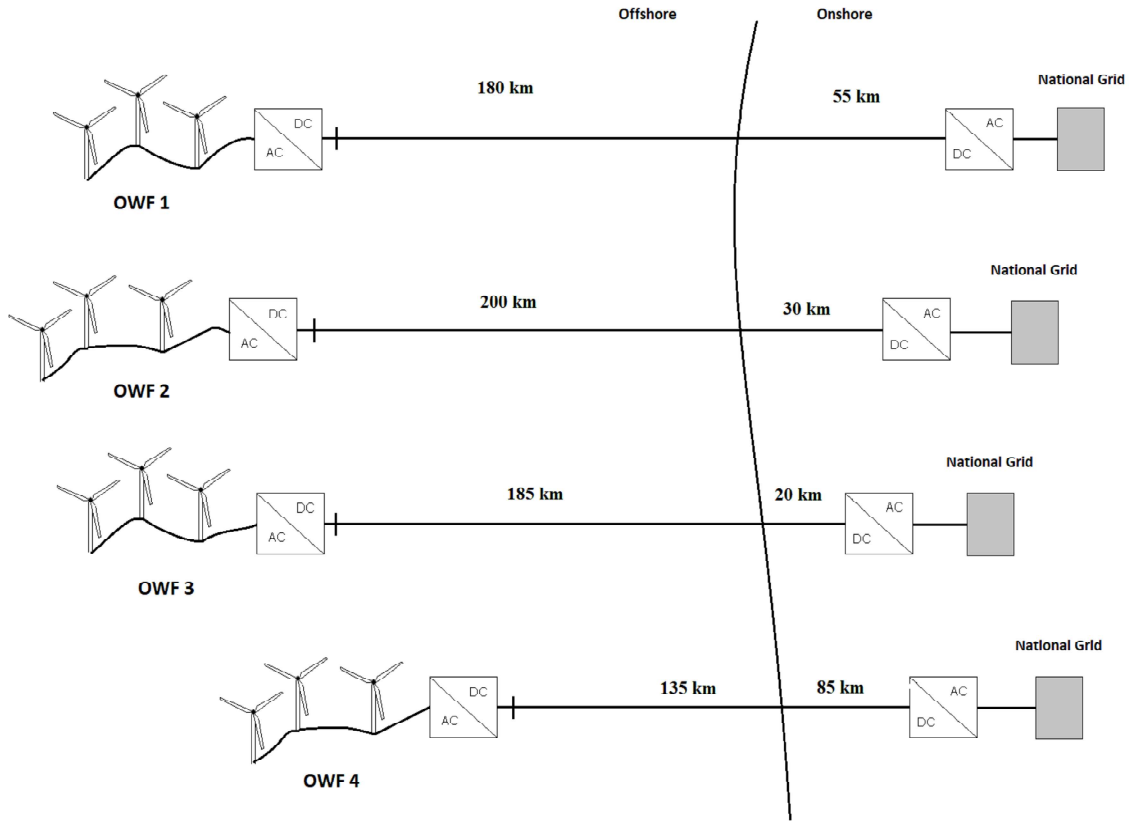 Offshore
Onshore
180 km
55 km
National Grid
DC
AC
AC
DC
OWF 1
National Grid
200 km
30 km
DC
AC
AC
DC
OWF 2
National Grid
185 km
20 km
DC
AC
AC
DC
OWF 3
National Grid
135 km
85 km
DC
AC
AC
DC
OWF 4